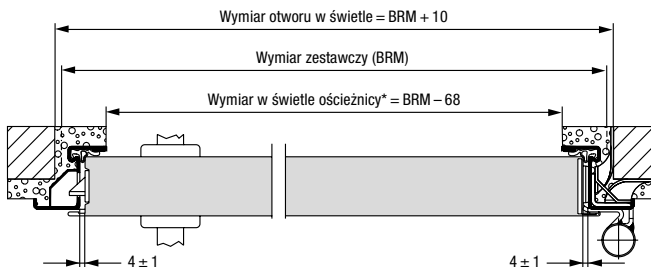 Wymiar otworu w świetle = BRM + 10
Wymiar zestawczy (BRM)
Wymiar w świetle ościeżnicy* = BRM – 68
4 ± 1
4 ± 1